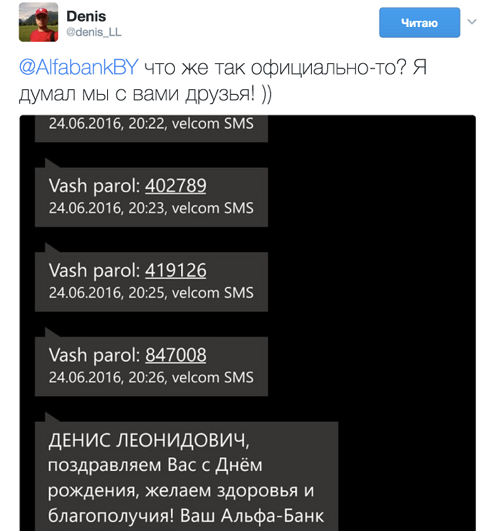 Denis
@denis_LL
Читаю
@AlfabankBY что же так официально-то? Я
думал мы с вами друзья! ))
24.06.2016, 20:22, velcom SMS
Vash parol: 402789
24.06.2016, 20:23, velcom SMS
Vash parol: 419126
24.06.2016, 20:25, velcom SMS
Vash parol: 847008
24.06.2016, 20:26, velcom SMS
ДЕНИС ЛЕОНИДОВИЧ,
поздравляем Вас с Днём
рождения, желаем здоровья и
благополучия! Ваш Альфа-Банк